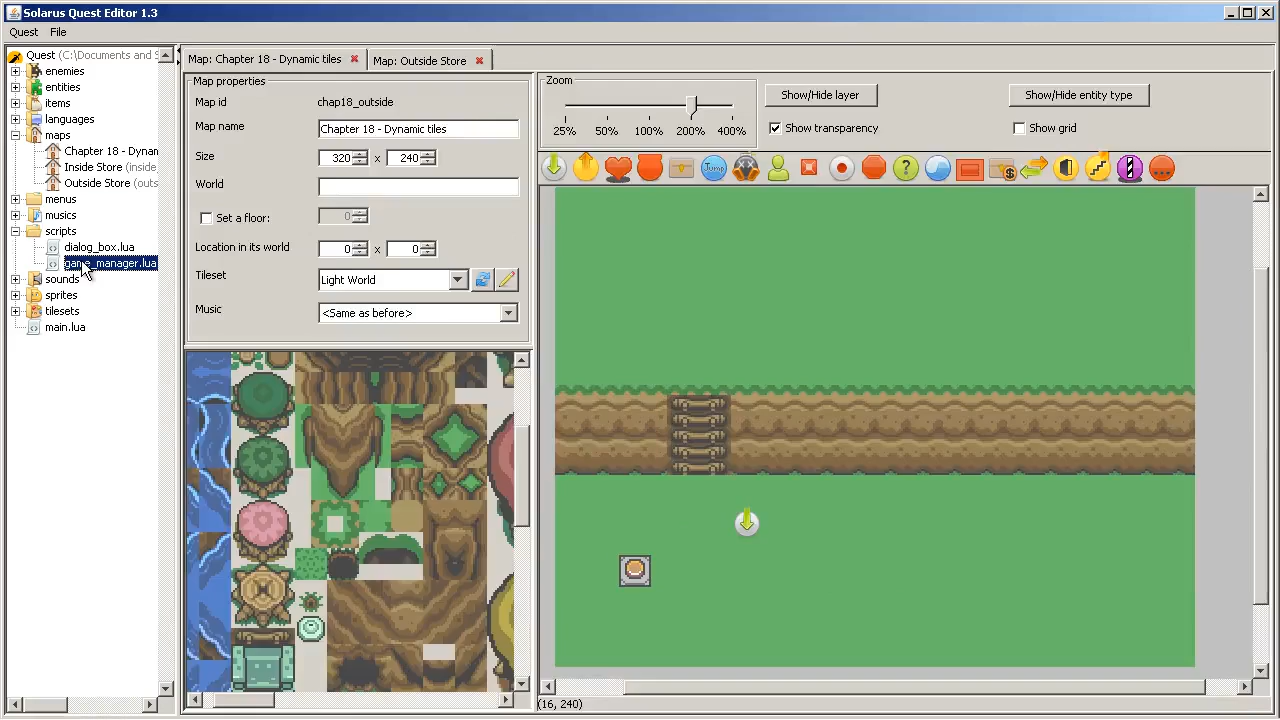 Solarus Quest Editor 1.3
Quest File
Quest (C:\Documents and S
enemies
entities
items
languages
maps
Chapter 18 - Dynan
Inside Store (inside
Outside Store (outs
menus
musics
scripts
dialog_box.lua
game_manager.lua
sounds
sprites
tilesets
main.lua
Map: Chapter 18 - Dynamic tiles
Map: Outside Store
Map properties
Map id chap18_outside
Map name Chapter 18 - Dynamic tiles
Size 320 x 240
World
Set a floor: 0
Location in its world 0 x 0
Tileset Light World
Music <Same as before>
Zoom
25% 50% 100% 200% 400%
Show/Hide layer
Show/Hide entity type
Show transparency
Show grid
Jump
?
$
(16, 240)